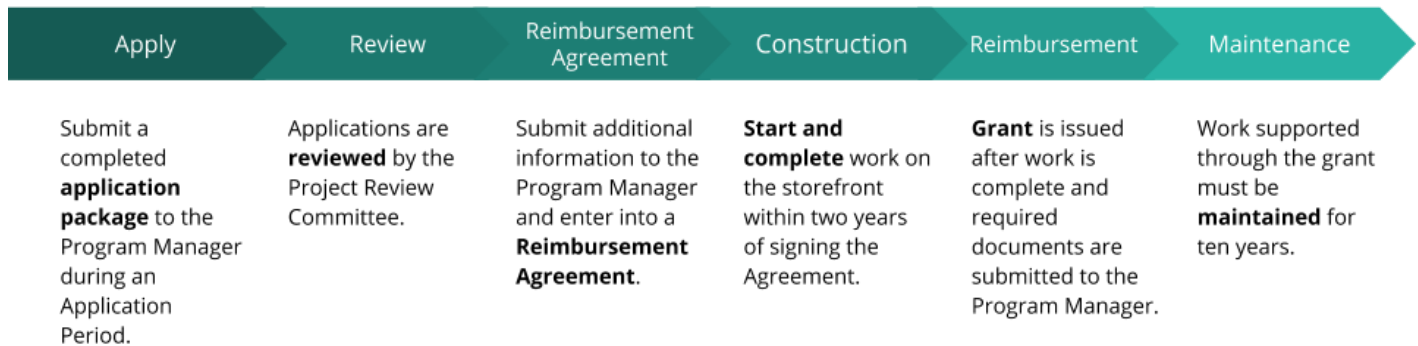 Apply
Review
Reimbursement
Agreement
Construction
Reimbursement
Maintenance
Submit a
completed
application
package to the
Program Manager
during an
Application
Period.
Applications are
reviewed by the
Project Review
Committee.
Submit additional
information to the
Program Manager
and enter into a
Reimbursement
Agreement.
Start and
complete work on
the storefront
within two years
of signing the
Agreement.
Grant is issued
after work is
complete and
required
documents are
submitted to the
Program Manager.
Work supported
through the grant
must be
maintained for
ten years.